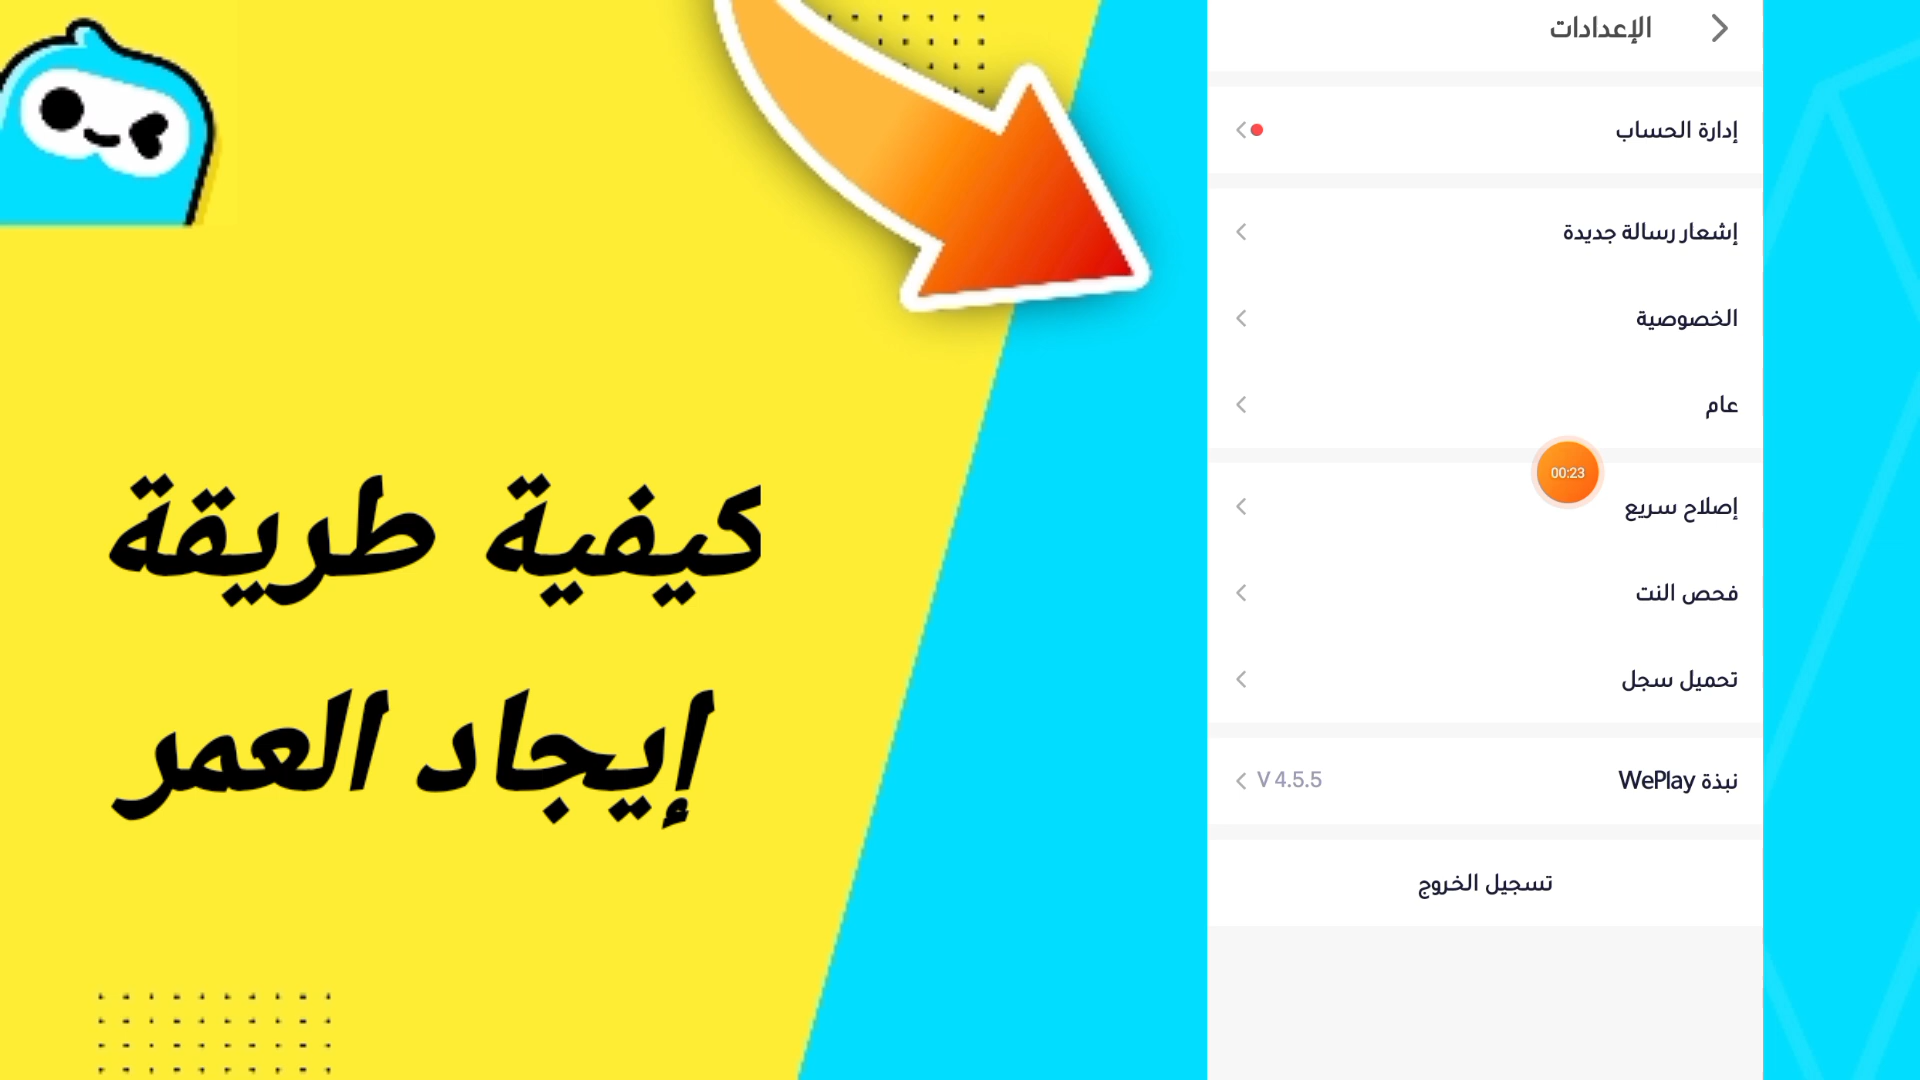 كيفية طريقة
إيجاد العمر
الإعدادات
إدارة الحساب
إشعار رسالة جديدة
الخصوصية
عام
00:23
إصلاح سريع
فحص النت
تحميل سجل
نبذة WePlay
V 4.5.5
تسجيل الخروج